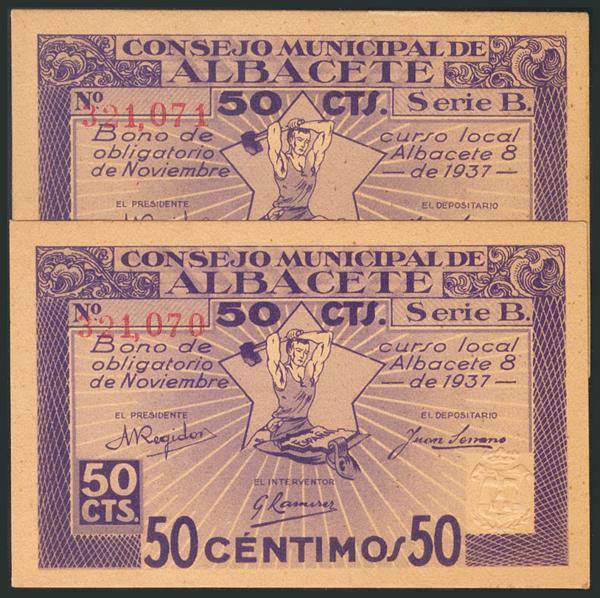 CONSEJO MUNICIPAL DE
ALBACETE
Nº 321,071 50 CTS. Serie B.
Bono de curso local
obligatorio Albacete 8
de Noviembre — de 1937 —
EL PRESIDENTE EL DEPOSITARIO
CONSEJO MUNICIPAL DE
ALBACETE
Nº 321,070 50 CTS. Serie B.
Bono de curso local
obligatorio Albacete 8
de Noviembre — de 1937 —
EL PRESIDENTE EL DEPOSITARIO
A Regidor Juan Serrano
ESPAÑA
EL INTERVENTOR
G Ramirez
50
CTS.
50 CÉNTIMOS 50